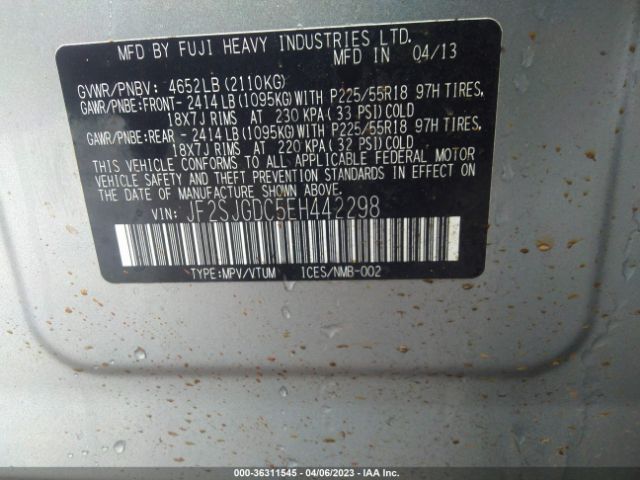 MFD BY FUJI HEAVY INDUSTRIES LTD.
MFD IN 04/13
GVWR/PNBV: 4652LB(2110KG)
GAWR/PNBE:FRONT- 2414LB(1095KG)WITH P225/55R18 97H TIRES,
18X7J RIMS AT 230 KPA(33 PSI)COLD
GAWR/PNBE:REAR - 2414LB(1095KG)WITH P225/55R18 97H TIRES,
18X7J RIMS AT 220 KPA(32 PSI)COLD
THIS VEHICLE CONFORMS TO ALL APPLICABLE FEDERAL MOTOR
VEHICLE SAFETY AND THEFT PREVENTION STANDARDS IN EFFECT ON
THE DATE OF MANUFACTURE SHOWN ABOVE.
VIN: JF2SJGDC5EH442298
TYPE:MPV/VTUM ICES/NMB-002
000-36311545 - 04/06/2023 - IAA Inc.